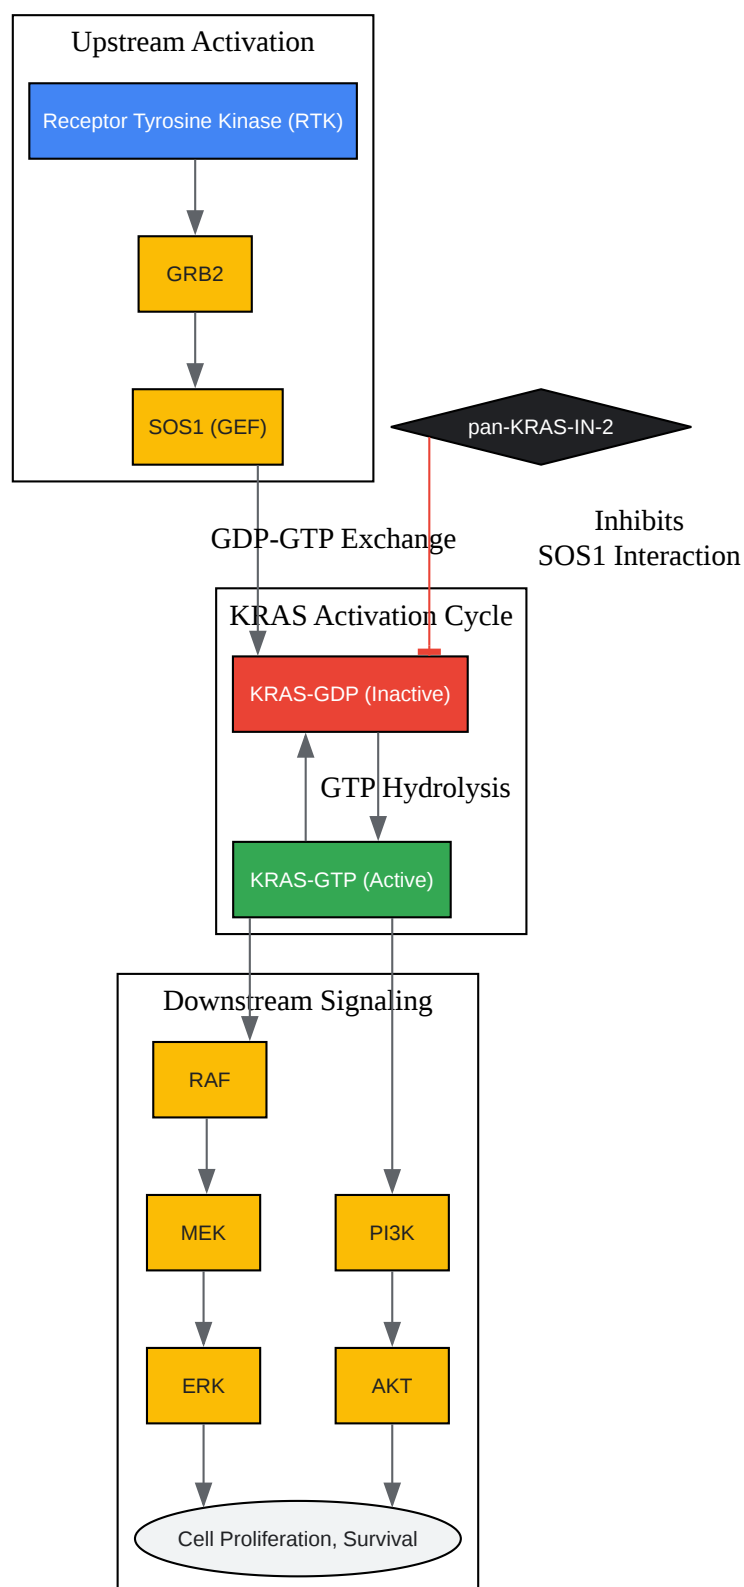 Upstream Activation
Receptor Tyrosine Kinase (RTK)
GRB2
SOS1 (GEF)
pan-KRAS-IN-2
Inhibits
SOS1 Interaction
GDP-GTP Exchange
KRAS Activation Cycle
KRAS-GDP (Inactive)
GTP Hydrolysis
KRAS-GTP (Active)
Downstream Signaling
RAF
MEK
PI3K
ERK
AKT
Cell Proliferation, Survival